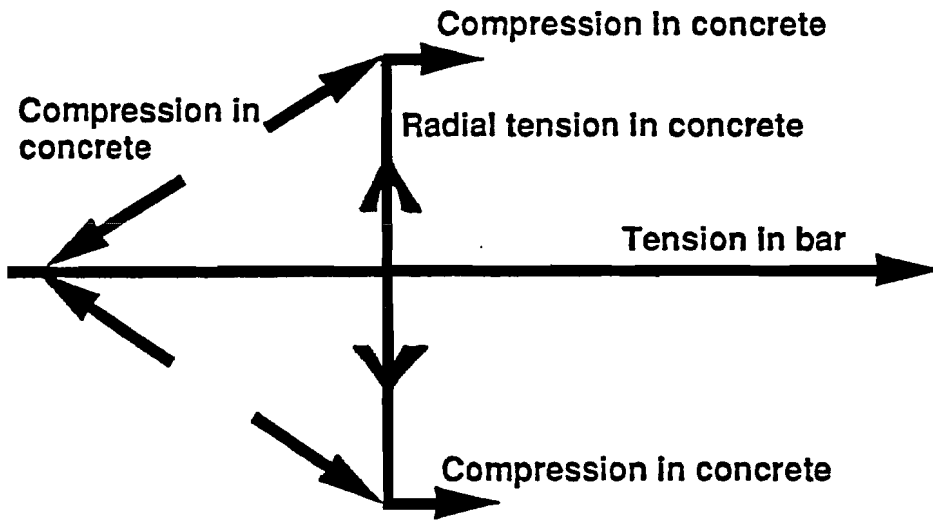 Compression in concrete
Compression in
concrete
Radial tension in concrete
Tension in bar
Compression in concrete